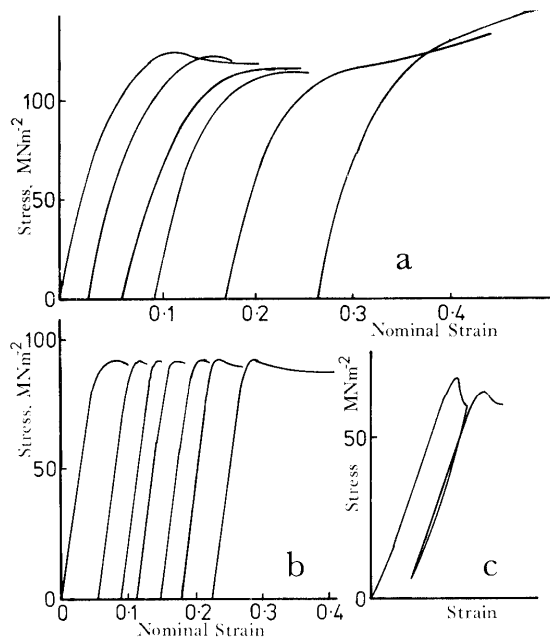 Stress, MNm-2
100
50
0
0·1
0·2
0·3
0·4
Nominal Strain
a
Stress, MNm-2
100
50
0
0
0·1
0·2
0·3
0·4
Nominal Strain
b
Stress MNm-2
50
0
Strain
c